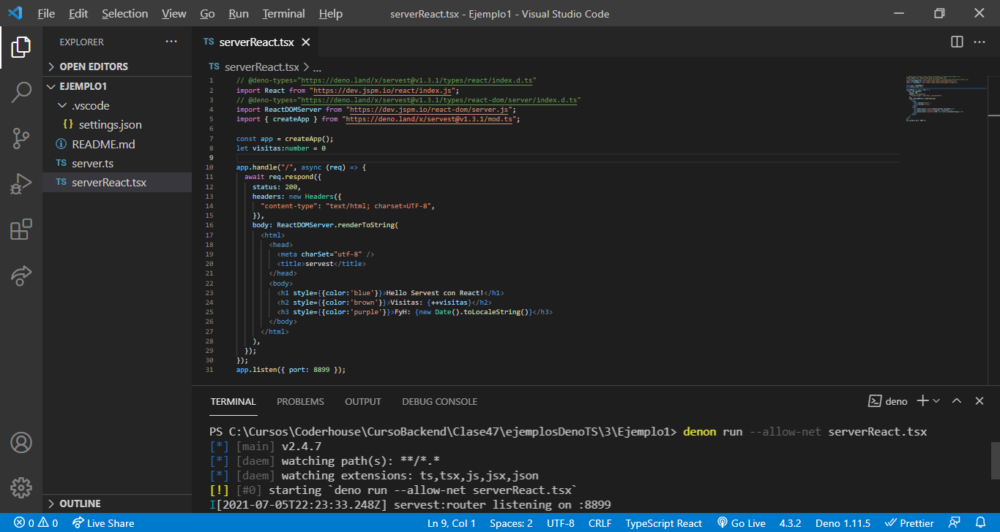 File Edit Selection View Go Run Terminal Help
serverReact.tsx - Ejemplo1 - Visual Studio Code
EXPLORER
OPEN EDITORS
EJEMPLO1
.vscode
{} settings.json
README.md
TS server.ts
TS serverReact.tsx
OUTLINE
TS serverReact.tsx
TS serverReact.tsx > ...
1 // @deno-types="https://deno.land/x/servest@v1.3.1/types/react/index.d.ts"
2 import React from "https://dev.jspm.io/react/index.js";
3 // @deno-types="https://deno.land/x/servest@v1.3.1/types/react-dom/server/index.d.ts"
4 import ReactDOMServer from "https://dev.jspm.io/react-dom/server.js";
5 import { createApp } from "https://deno.land/x/servest@v1.3.1/mod.ts";
6
7 const app = createApp();
8 let visitas:number = 0
9
10 app.handle("/", async (req) => {
11 await req.respond({
12 status: 200,
13 headers: new Headers({
14 "content-type": "text/html; charset=UTF-8",
15 }),
16 body: ReactDOMServer.renderToString(
17 <html>
18 <head>
19 <meta charSet="utf-8" />
20 <title>servest</title>
21 </head>
22 <body>
23 <h1 style={{color:'blue'}}>Hello Servest con React!</h1>
24 <h2 style={{color:'brown'}}>Visitas: {++visitas}</h2>
25 <h3 style={{color:'purple'}}>FyH: {new Date().toLocaleString()}</h3>
26 </body>
27 </html>
28 ),
29 });
30 });
31 app.listen({ port: 8899 });
TERMINAL PROBLEMS OUTPUT DEBUG CONSOLE
deno
PS C:\Cursos\Coderhouse\CursoBackend\Clase47\ejemplosDenoTS\3\Ejemplo1> denon run --allow-net serverReact.tsx
[*] [main] v2.4.7
[*] [daem] watching path(s): **/*.*
[*] [daem] watching extensions: ts,tsx,js,jsx,json
[!] [#0] starting `deno run --allow-net serverReact.tsx`
I[2021-07-05T22:23:33.248Z] servest:router listening on :8899
0 0 Live Share
Ln 9, Col 1 Spaces: 2 UTF-8 CRLF TypeScript React Go Live 4.3.2 Deno 1.11.5 Prettier